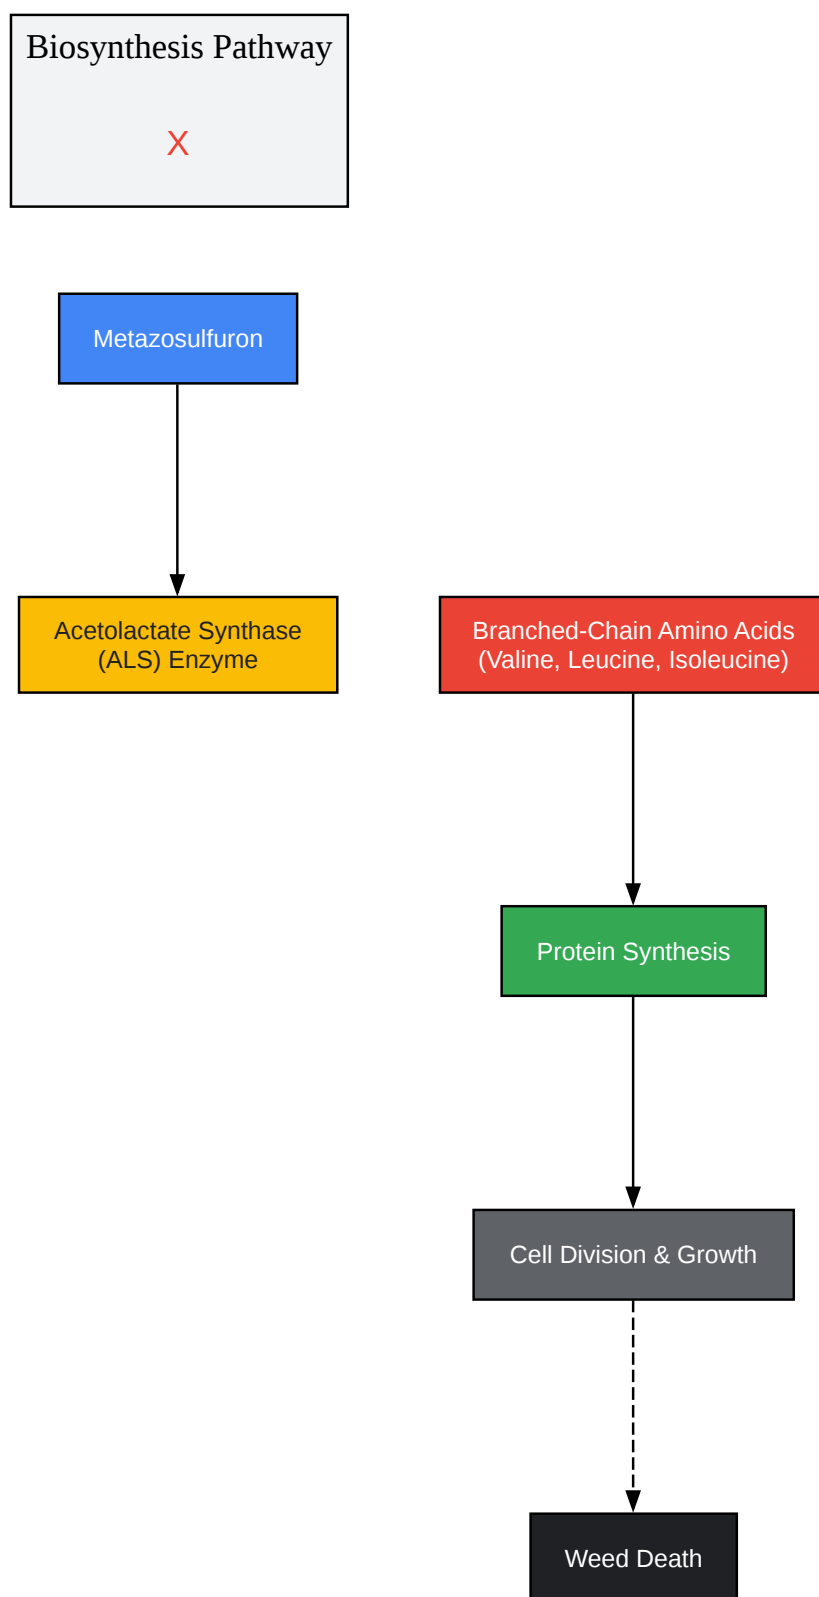 Biosynthesis Pathway
X
Metazosulfuron
Acetolactate Synthase
(ALS) Enzyme
Branched-Chain Amino Acids
(Valine, Leucine, Isoleucine)
Protein Synthesis
Cell Division & Growth
Weed Death